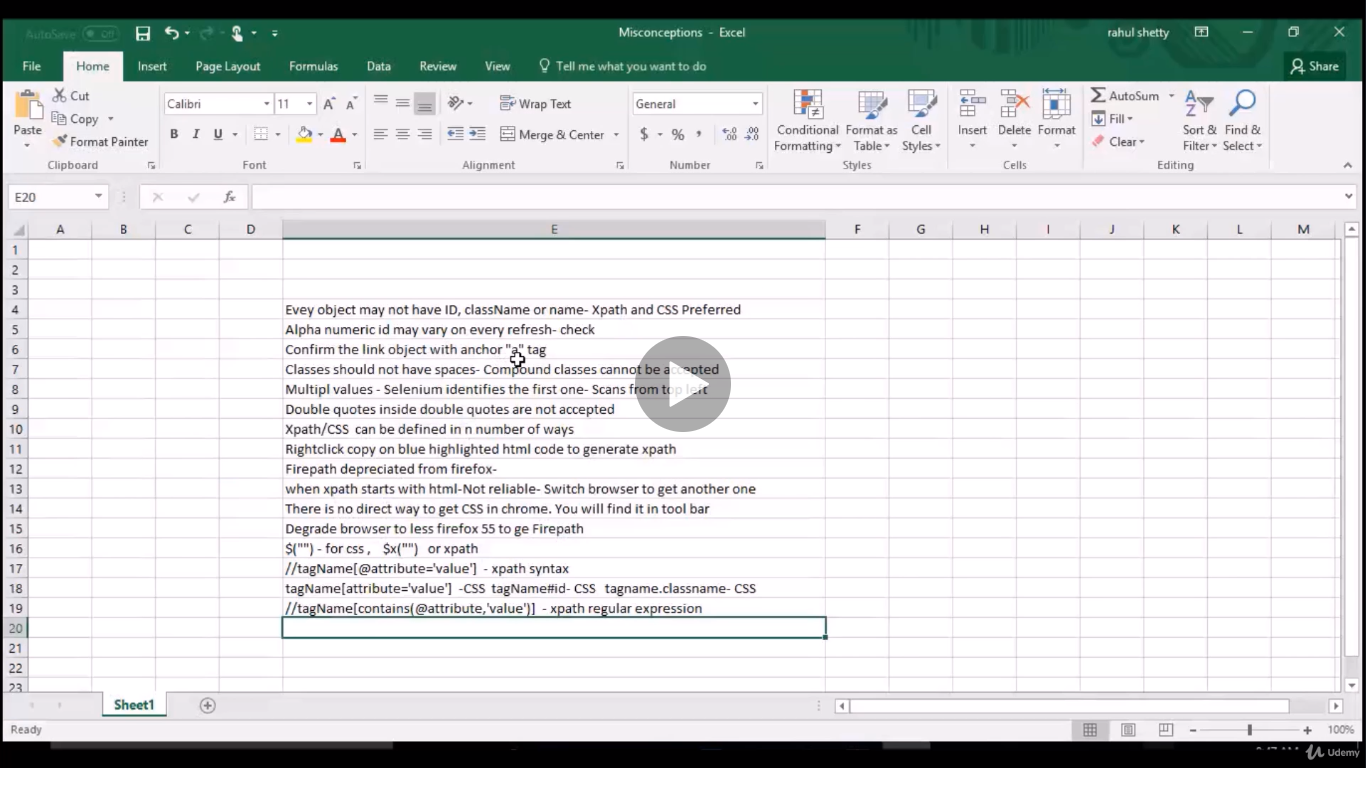 AutoSave Off
Misconceptions - Excel
rahul shetty
File Home Insert Page Layout Formulas Data Review View Tell me what you want to do Share
Paste
Cut
Copy
Format Painter
Clipboard
Calibri 11
B I U
Font
Wrap Text
Merge & Center
Alignment
General
$ % ,
Number
Conditional Formatting
Format as Table
Cell Styles
Styles
Insert Delete Format
Cells
AutoSum
Fill
Clear
Sort & Filter
Find & Select
Editing
E20
fx
A B C D E F G H I J K L M
1
2
3
4 Evey object may not have ID, className or name- Xpath and CSS Preferred
5 Alpha numeric id may vary on every refresh- check
6 Confirm the link object with anchor "a" tag
7 Classes should not have spaces- Compound classes cannot be accepted
8 Multipl values - Selenium identifies the first one- Scans from top left
9 Double quotes inside double quotes are not accepted
10 Xpath/CSS can be defined in n number of ways
11 Rightclick copy on blue highlighted html code to generate xpath
12 Firepath depreciated from firefox-
13 when xpath starts with html-Not reliable- Switch browser to get another one
14 There is no direct way to get CSS in chrome. You will find it in tool bar
15 Degrade browser to less firefox 55 to ge Firepath
16 $("") - for css , $x("") or xpath
17 //tagName[@attribute='value'] - xpath syntax
18 tagName[attribute='value'] -CSS tagName#id- CSS tagname.classname- CSS
19 //tagName[contains(@attribute,'value')] - xpath regular expression
20
21
22
23
Sheet1
Ready
100%
Udemy